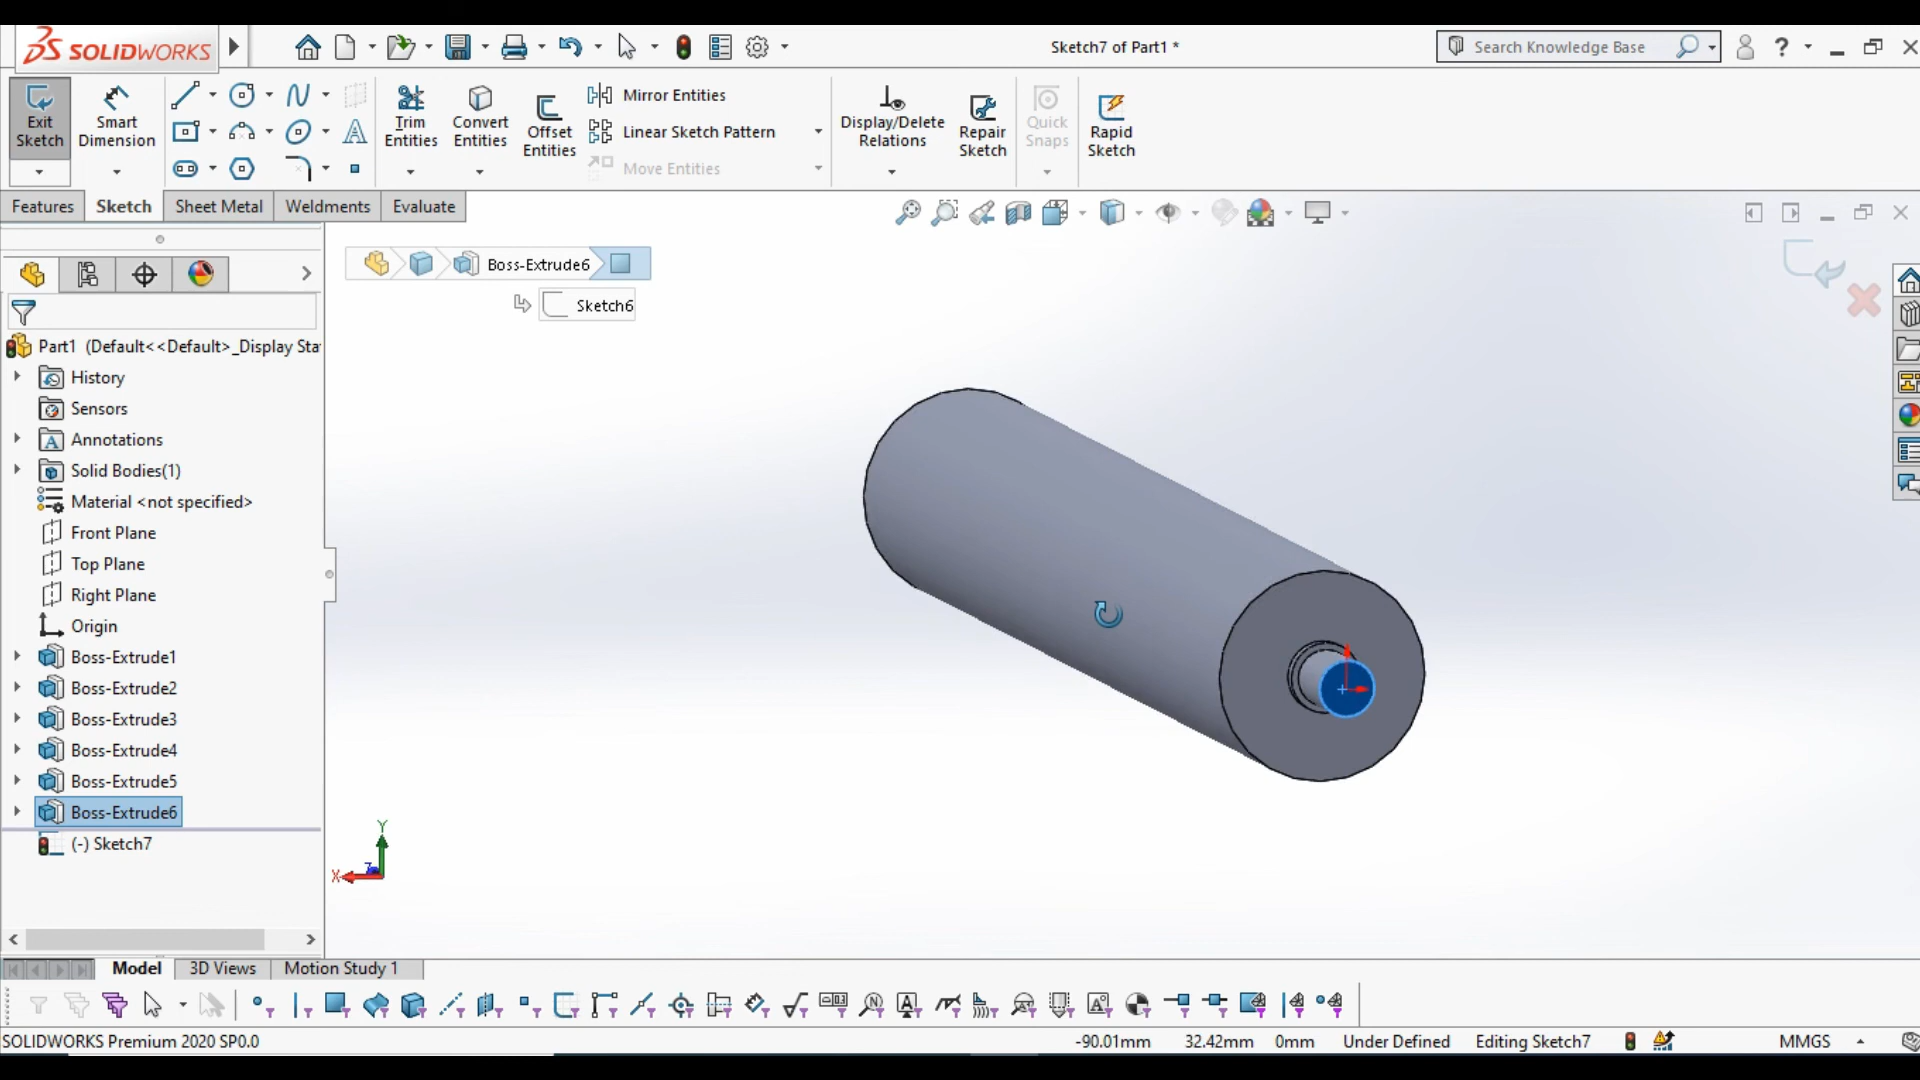 SOLIDWORKS
Sketch7 of Part1 *
Search Knowledge Base
?
Exit Sketch
Smart Dimension
Trim Entities
Convert Entities
Offset Entities
Mirror Entities
Linear Sketch Pattern
Move Entities
Display/Delete Relations
Repair Sketch
Quick Snaps
Rapid Sketch
Features
Sketch
Sheet Metal
Weldments
Evaluate
Boss-Extrude6
Sketch6
Part1 (Default<<Default>_Display Sta
History
Sensors
Annotations
Solid Bodies(1)
Material <not specified>
Front Plane
Top Plane
Right Plane
Origin
Boss-Extrude1
Boss-Extrude2
Boss-Extrude3
Boss-Extrude4
Boss-Extrude5
Boss-Extrude6
(-) Sketch7
Y
X
Z
Model
3D Views
Motion Study 1
SOLIDWORKS Premium 2020 SP0.0
-90.01mm
32.42mm
0mm
Under Defined
Editing Sketch7
MMGS